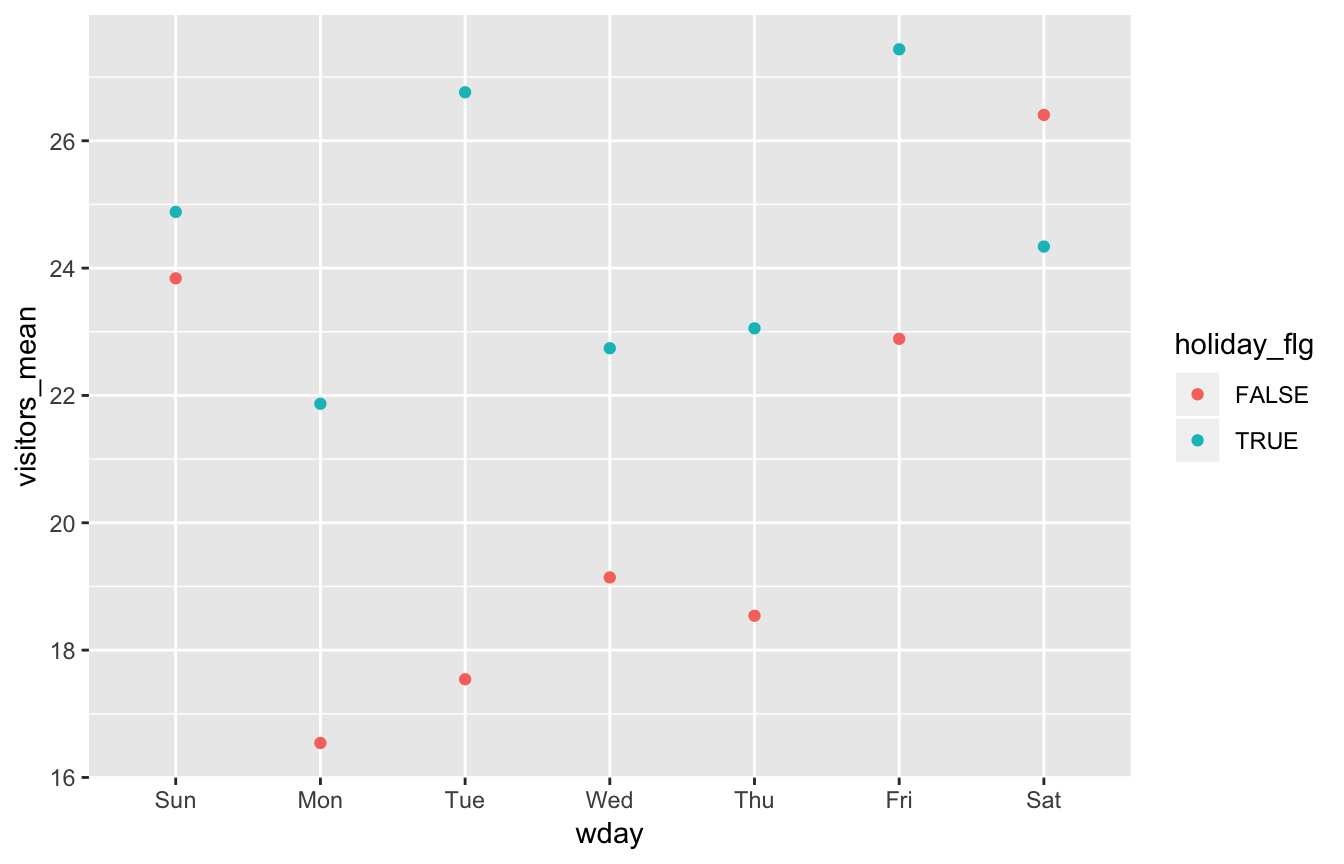 visitors_mean
26
24
22
20
18
16
Sun Mon Tue Wed Thu Fri Sat
wday
holiday_flg
FALSE
TRUE